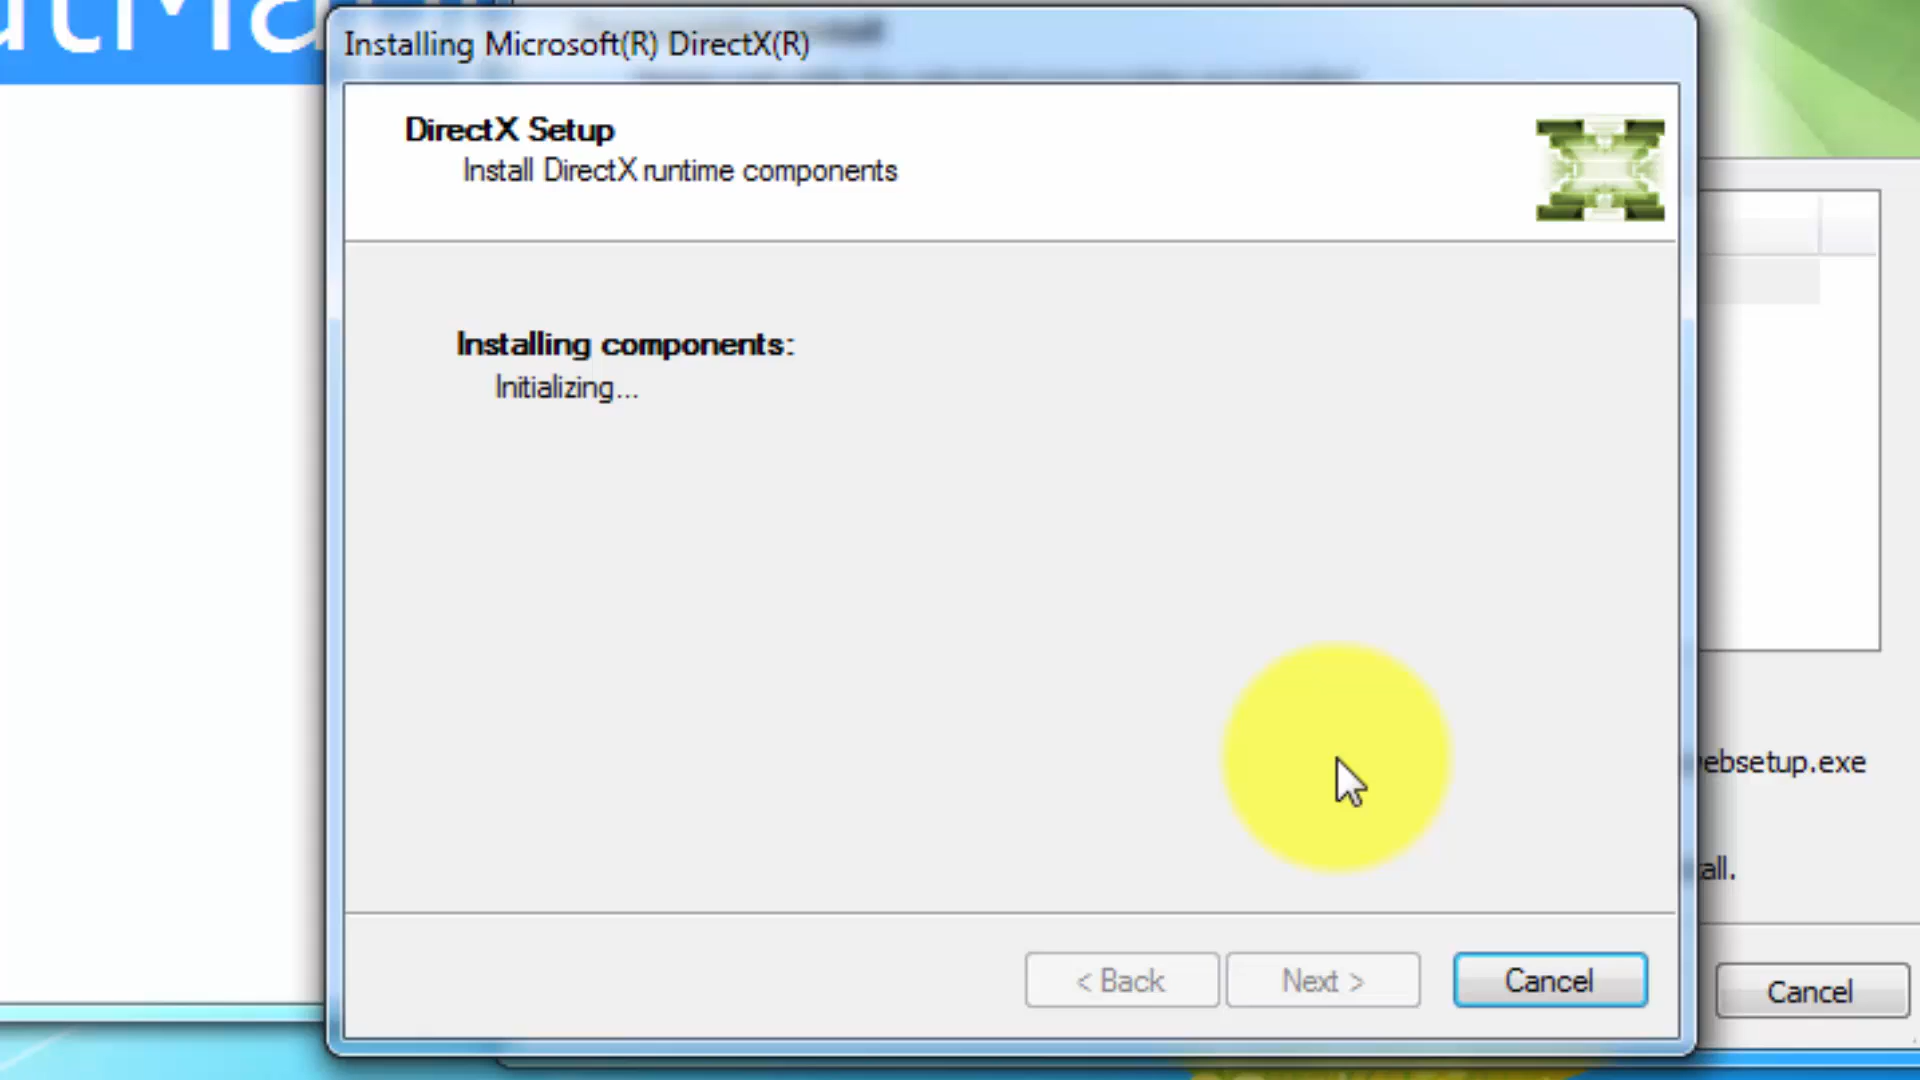 Installing Microsoft(R) DirectX(R)
DirectX Setup
Install DirectX runtime components
Installing components:
Initializing...
ebsetup.exe
all.
< Back
Next >
Cancel
Cancel